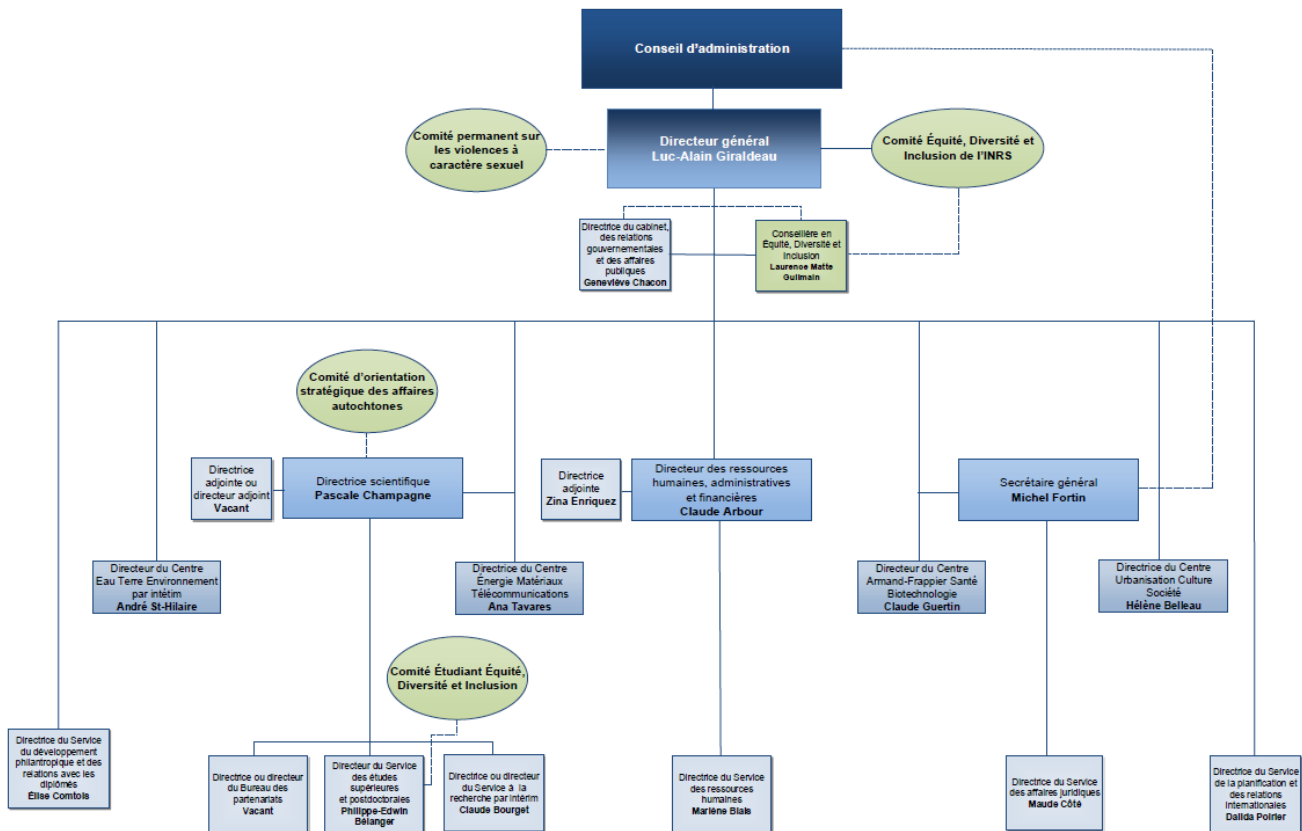 Conseil d'administration
Comité permanent sur
les violences à
caractère sexuel
Directeur général
Luc-Alain Giraldeau
Comité Équité, Diversité et
Inclusion de l'INRS
Directrice du cabinet,
des relations
gouvernementales
et des affaires
publiques
Geneviève Chacon
Conseillère en
Équité, Diversité et
Inclusion
Laurence Matte
Guilmain
Comité d'orientation
stratégique des affaires
autochtones
Directrice
adjointe ou
directeur adjoint
Vacant
Directrice scientifique
Pascale Champagne
Directrice
adjointe
Zina Enriquez
Directeur des ressources
humaines, administratives
et financières
Claude Arbour
Secrétaire général
Michel Fortin
Directeur du Centre
Eau Terre Environnement
par intétim
André St-Hilaire
Directrice du Centre
Énergie Matériaux
Télécommunications
Ana Tavares
Directeur du Centre
Armand-Frappier Santé
Biotechnologie
Claude Guertin
Directrice du Centre
Urbanisation Culture
Société
Hélène Belleau
Comité Étudiant Équité,
Diversité et Inclusion
Directrice du Service
du développement
philantropique et des
relations avec les
diplômés
Élise Comtois
Directrice ou directeur
du Bureau des
partenariats
Vacant
Directeur du Service
des études
supérieures
et postdoctorales
Philippe-Edwin
Bélanger
Directrice ou directeur
du Service à la
recherche par intérim
Claude Bourget
Directrice du Service
des ressources
humaines
Marlène Blais
Directrice du Service
des affaires juridiques
Maude Côté
Directrice du Service
de la planification et
des relations
internationales
Dalida Poirier